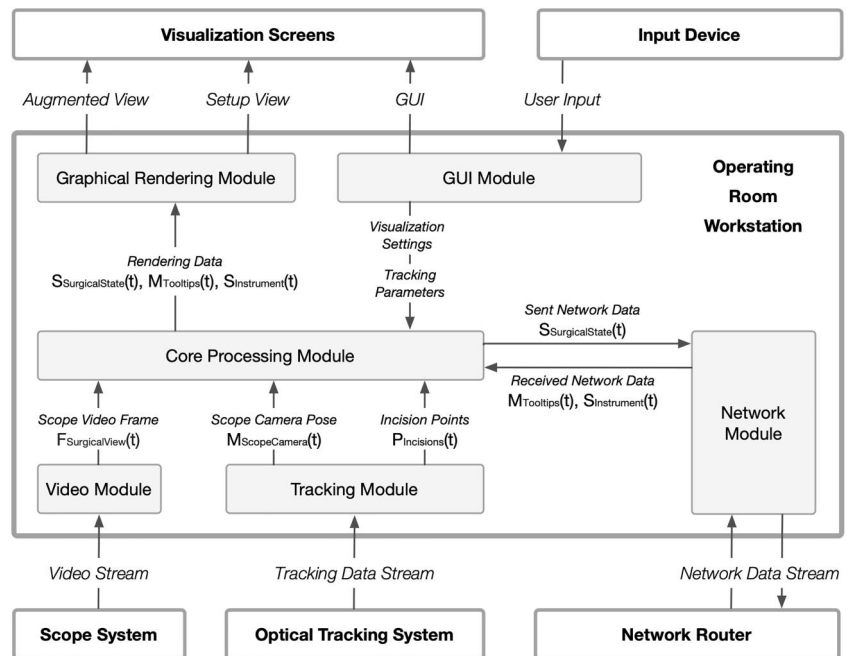 Visualization Screens
Input Device
Augmented View
Setup View
GUI
User Input
Graphical Rendering Module
GUI Module
Operating
Room
Workstation
Visualization
Settings
Tracking
Parameters
Rendering Data
SSurgicalState(t), MTooltips(t), SInstrument(t)
Sent Network Data
SSurgicalState(t)
Core Processing Module
Received Network Data
MTooltips(t), SInstrument(t)
Network
Module
Scope Video Frame
FSurgicalView(t)
Scope Camera Pose
MScopeCamera(t)
Incision Points
PIncisions(t)
Video Module
Tracking Module
Video Stream
Tracking Data Stream
Network Data Stream
Scope System
Optical Tracking System
Network Router